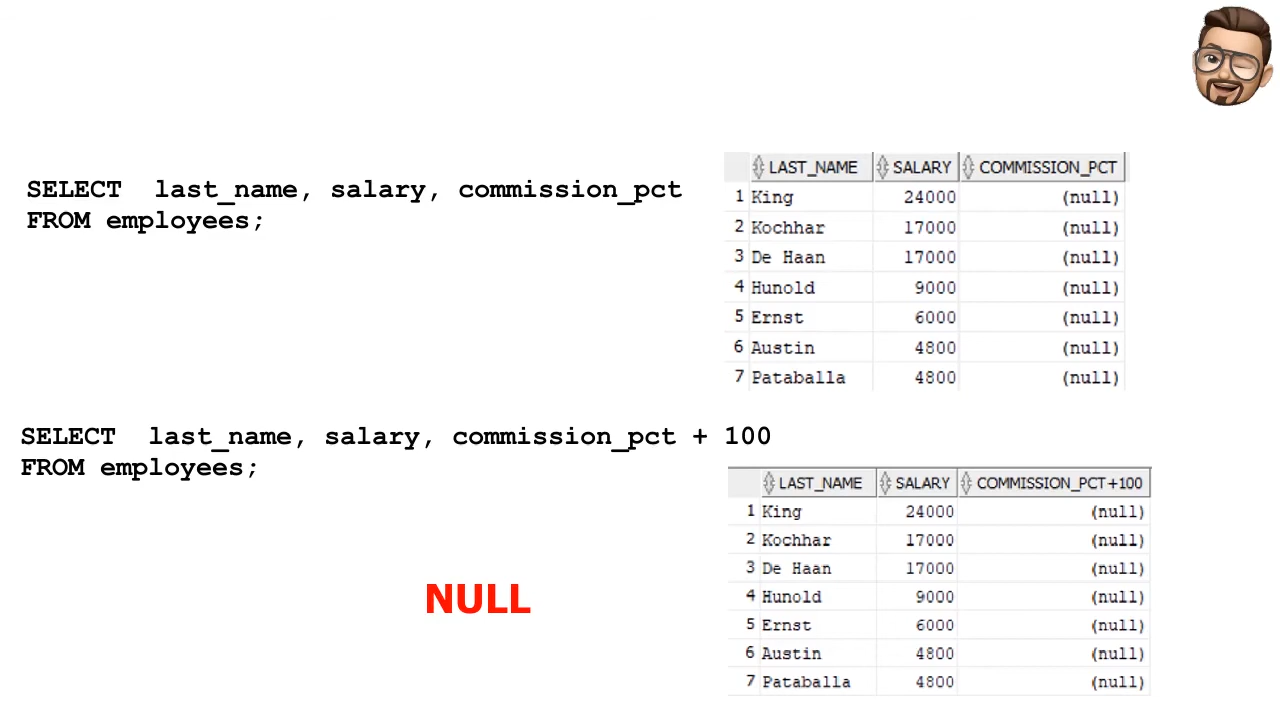 SELECT  last_name, salary, commission_pct
FROM employees;
LAST_NAME SALARY COMMISSION_PCT
1 King 24000 (null)
2 Kochhar 17000 (null)
3 De Haan 17000 (null)
4 Hunold 9000 (null)
5 Ernst 6000 (null)
6 Austin 4800 (null)
7 Pataballa 4800 (null)
SELECT  last_name, salary, commission_pct + 100
FROM employees;
LAST_NAME SALARY COMMISSION_PCT+100
1 King 24000 (null)
2 Kochhar 17000 (null)
3 De Haan 17000 (null)
4 Hunold 9000 (null)
5 Ernst 6000 (null)
6 Austin 4800 (null)
7 Pataballa 4800 (null)
NULL